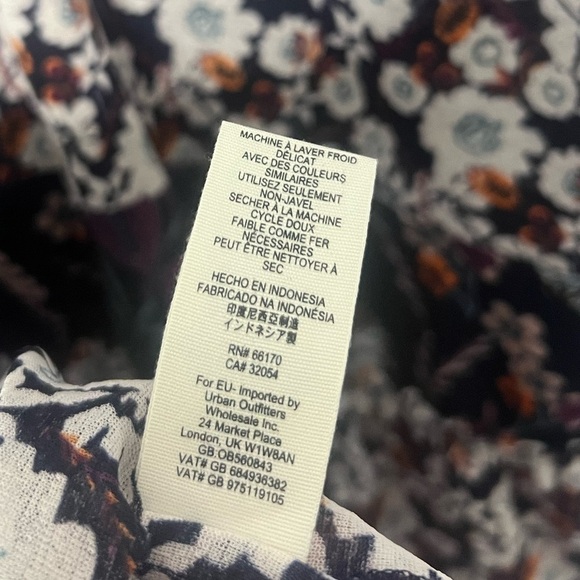 MACHINE À LAVER FROID
DÉLICAT
AVEC DES COULEURS
SIMILAIRES
UTILISEZ SEULEMENT
NON-JAVEL
SECHER À LA MACHINE
CYCLE DOUX
FAIBLE COMME FER
NÉCESSAIRES
PEUT ÊTRE NETTOYER À
SEC
HECHO EN INDONESIA
FABRICADO NA INDONÉSIA
印度尼西亞制造
インドネシア製
RN# 66170
CA# 32054
For EU- Imported by
Urban Outfitters
Wholesale Inc.
24 Market Place
London, UK W1W8AN
GB.OB560843
VAT# GB 684936382
VAT# GB 975119105